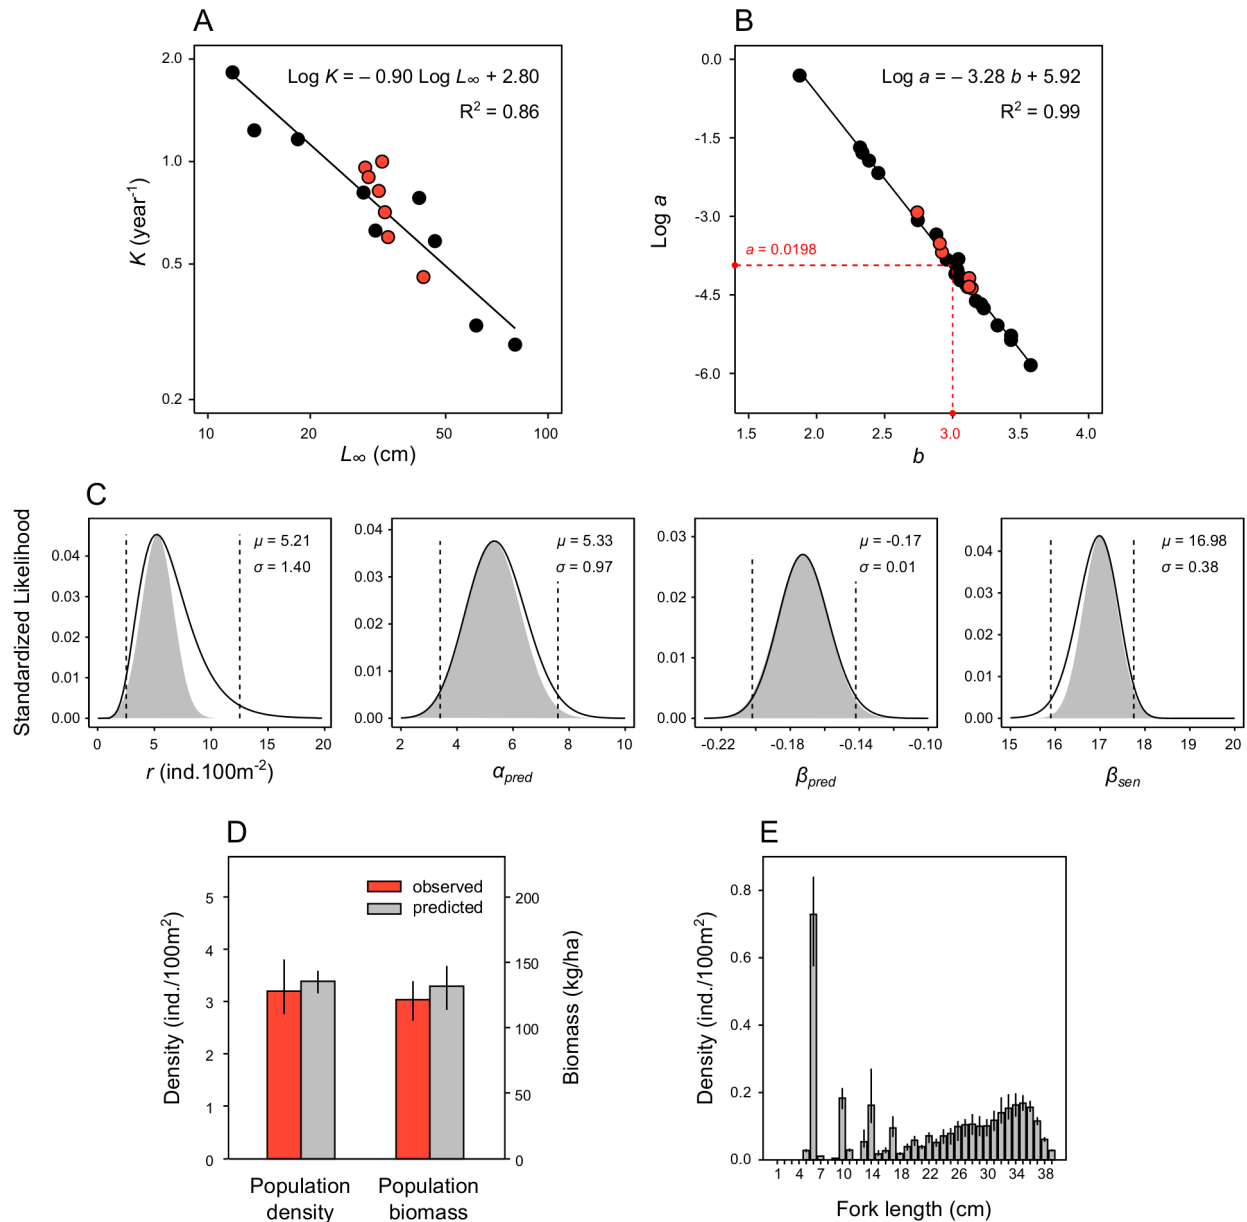 A
Log K = – 0.90 Log L∞ + 2.80
R² = 0.86
2.0
1.0
0.5
0.2
K (year⁻¹)
10 20 50 100
L∞ (cm)
B
Log a = – 3.28 b + 5.92
R² = 0.99
0.0
-1.5
-3.0
-4.5
-6.0
Log a
a = 0.0198
1.5 2.0 2.5 3.0 3.5 4.0
b
C
Standardized Likelihood
μ = 5.21
σ = 1.40
0.04
0.03
0.02
0.01
0.00
0 5 10 15 20
r (ind.100m⁻²)
μ = 5.33
σ = 0.97
0.04
0.03
0.02
0.01
0.00
2 4 6 8 10
α pred
μ = -0.17
σ = 0.01
0.03
0.02
0.01
0.00
-0.22 -0.18 -0.14 -0.10
β pred
μ = 16.98
σ = 0.38
0.04
0.03
0.02
0.01
0.00
15 16 17 18 19 20
β sen
D
observed
predicted
5
4
3
2
1
0
Density (ind./100m²)
200
150
100
50
0
Biomass (kg/ha)
Population density
Population biomass
E
0.8
0.6
0.4
0.2
0.0
Density (ind./100m²)
1 4 7 10 14 18 22 26 30 34 38
Fork length (cm)